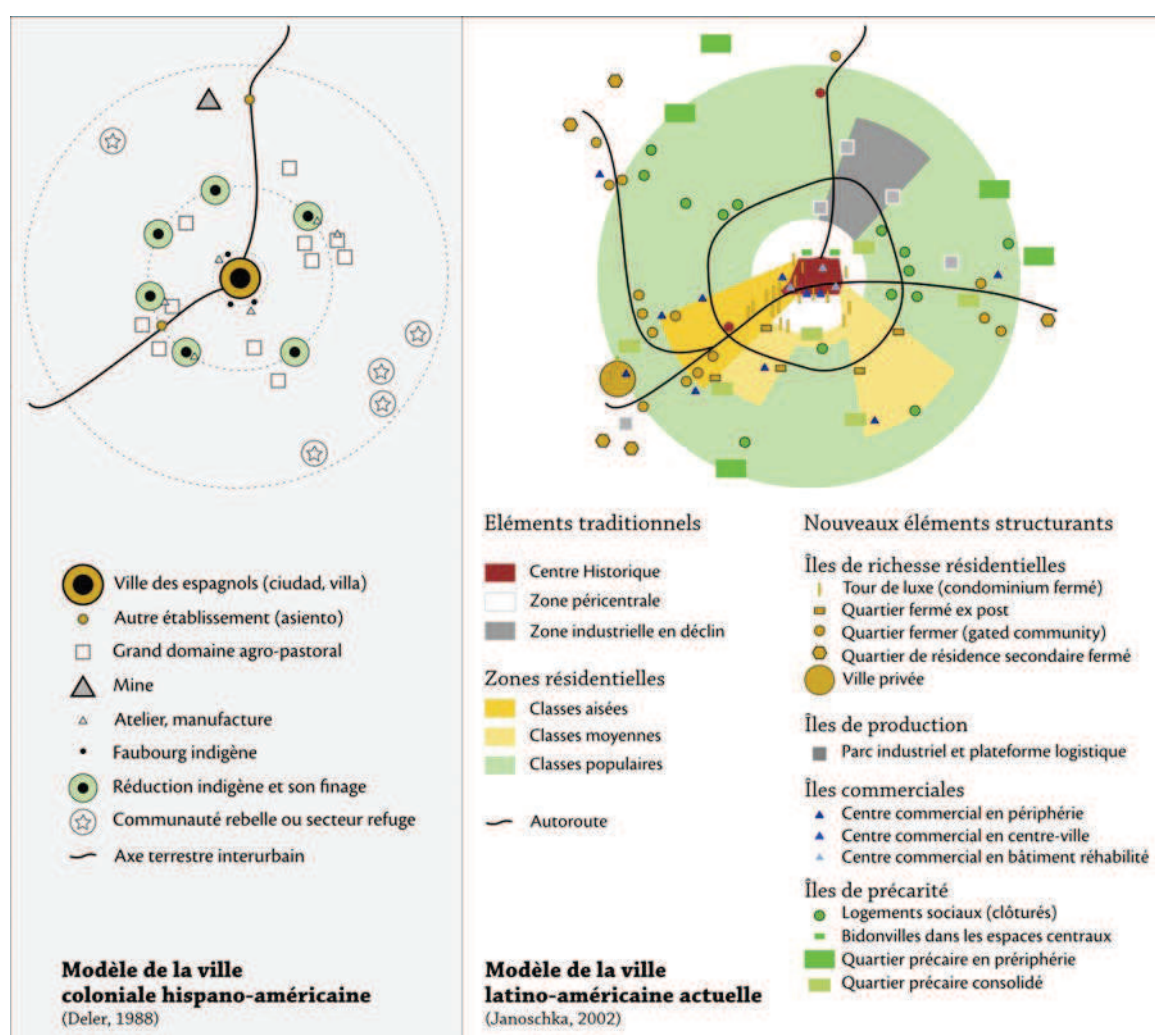 Ville des espagnols (ciudad, villa)
Autre établissement (asiento)
Grand domaine agro-pastoral
Mine
Atelier, manufacture
Faubourg indigène
Réduction indigène et son finage
Communauté rebelle ou secteur refuge
Axe terrestre interurbain
Modèle de la ville
coloniale hispano-américaine
(Deler, 1988)
Eléments traditionnels
Centre Historique
Zone péricentrale
Zone industrielle en déclin
Zones résidentielles
Classes aisées
Classes moyennes
Classes populaires
Autoroute
Modèle de la ville
latino-américaine actuelle
(Janoschka, 2002)
Nouveaux éléments structurants
Îles de richesse résidentielles
Tour de luxe (condominium fermé)
Quartier fermé ex post
Quartier fermer (gated community)
Quartier de résidence secondaire fermé
Ville privée
Îles de production
Parc industriel et plateforme logistique
Îles commerciales
Centre commercial en périphérie
Centre commercial en centre-ville
Centre commercial en bâtiment réhabilité
Îles de précarité
Logements sociaux (clôturés)
Bidonvilles dans les espaces centraux
Quartier précaire en prériphérie
Quartier précaire consolidé